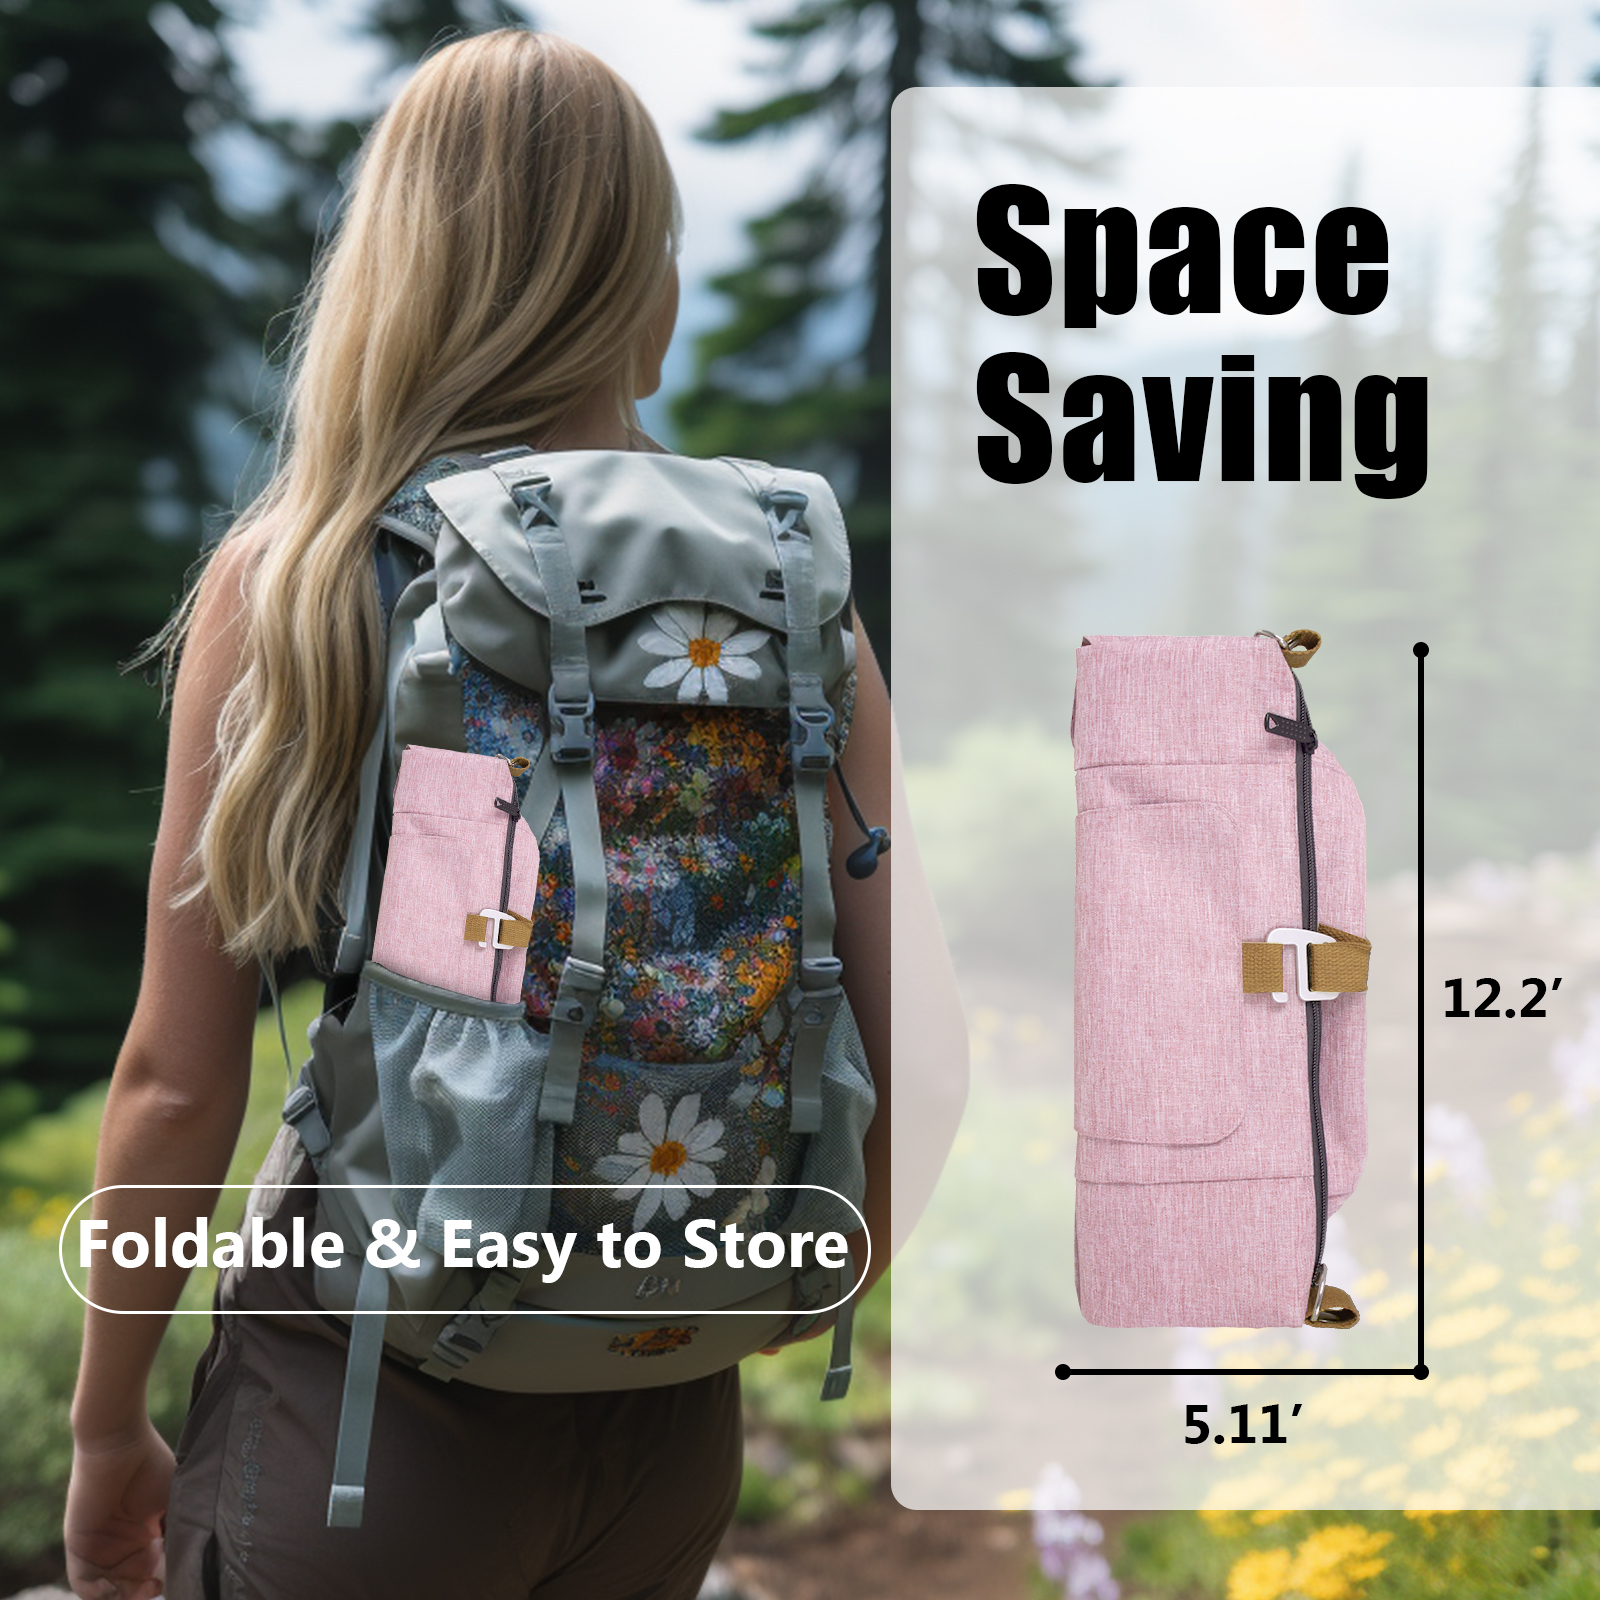 Space
Saving
12.2′
5.11′
Foldable & Easy to Store